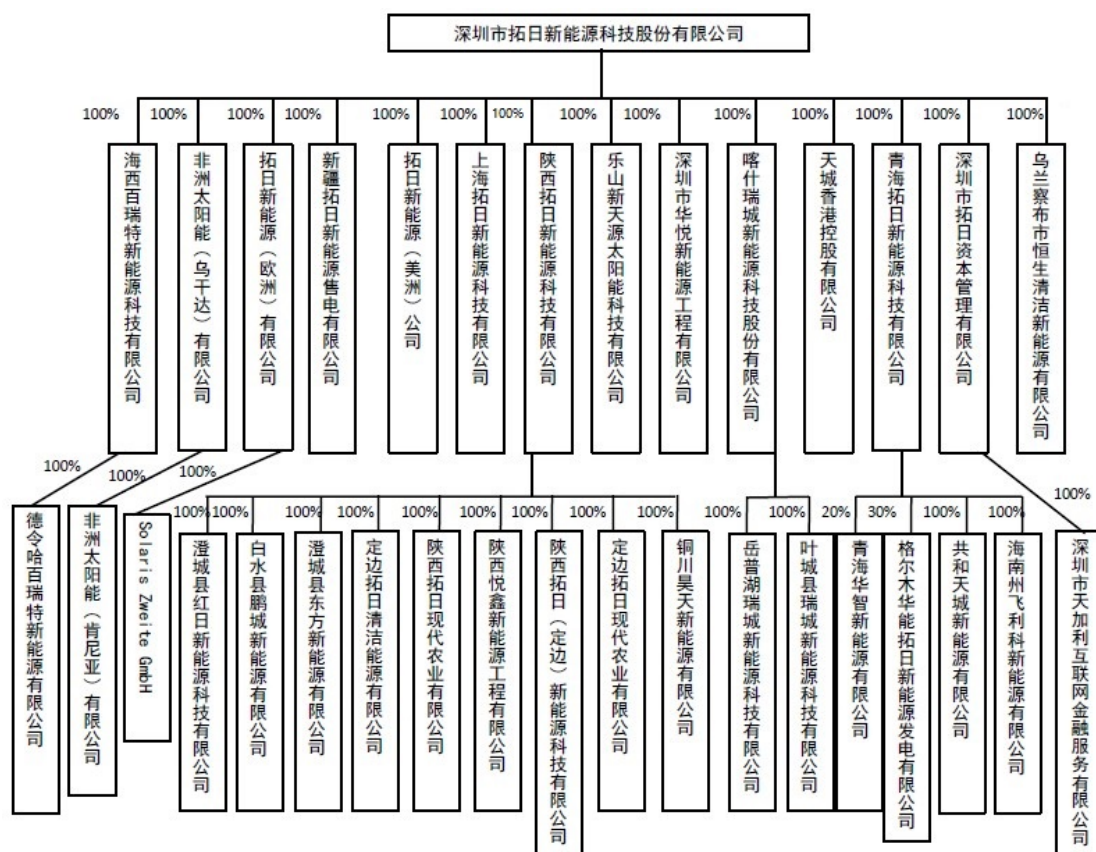 深圳市拓日新能源科技股份有限公司
100%
100%
100%
100%
100%
100%
100%
100%
100%
100%
100%
100%
100%
100%
海西百瑞特新能源科技有限公司
非洲太阳能（乌干达）有限公司
拓日新能源（欧洲）有限公司
新疆拓日新能源售电有限公司
拓日新能源（美洲）公司
上海拓日新能源科技有限公司
陕西拓日新能源科技有限公司
乐山新天源太阳能科技有限公司
深圳市华悦新能源工程有限公司
喀什瑞城新能源科技股份有限公司
天城香港控股有限公司
青海拓日新能源科技有限公司
深圳市拓日资本管理有限公司
乌兰察布市恒生清洁新能源有限公司
100%
100%
100%
100%
100%
100%
100%
100%
100%
100%
100%
100%
100%
100%
20%
30%
100%
100%
100%
德令哈百瑞特新能源有限公司
非洲太阳能（肯尼亚）有限公司
Solaris Zweite GmbH
澄城县红日新能源科技有限公司
白水县鹏城新能源有限公司
澄城县东方新能源有限公司
定边拓日清洁能源有限公司
陕西拓日现代农业有限公司
陕西悦鑫新能源工程有限公司
陕西拓日（定边）新能源科技有限公司
定边拓日现代农业有限公司
铜川昊天新能源有限公司
岳普湖瑞城新能源科技有限公司
叶城县瑞城新能源科技有限公司
青海华智新能源有限公司
格尔木华能拓日新能源发电有限公司
共和天城新能源有限公司
海南州飞利科新能源有限公司
深圳市天加利互联网金融服务有限公司